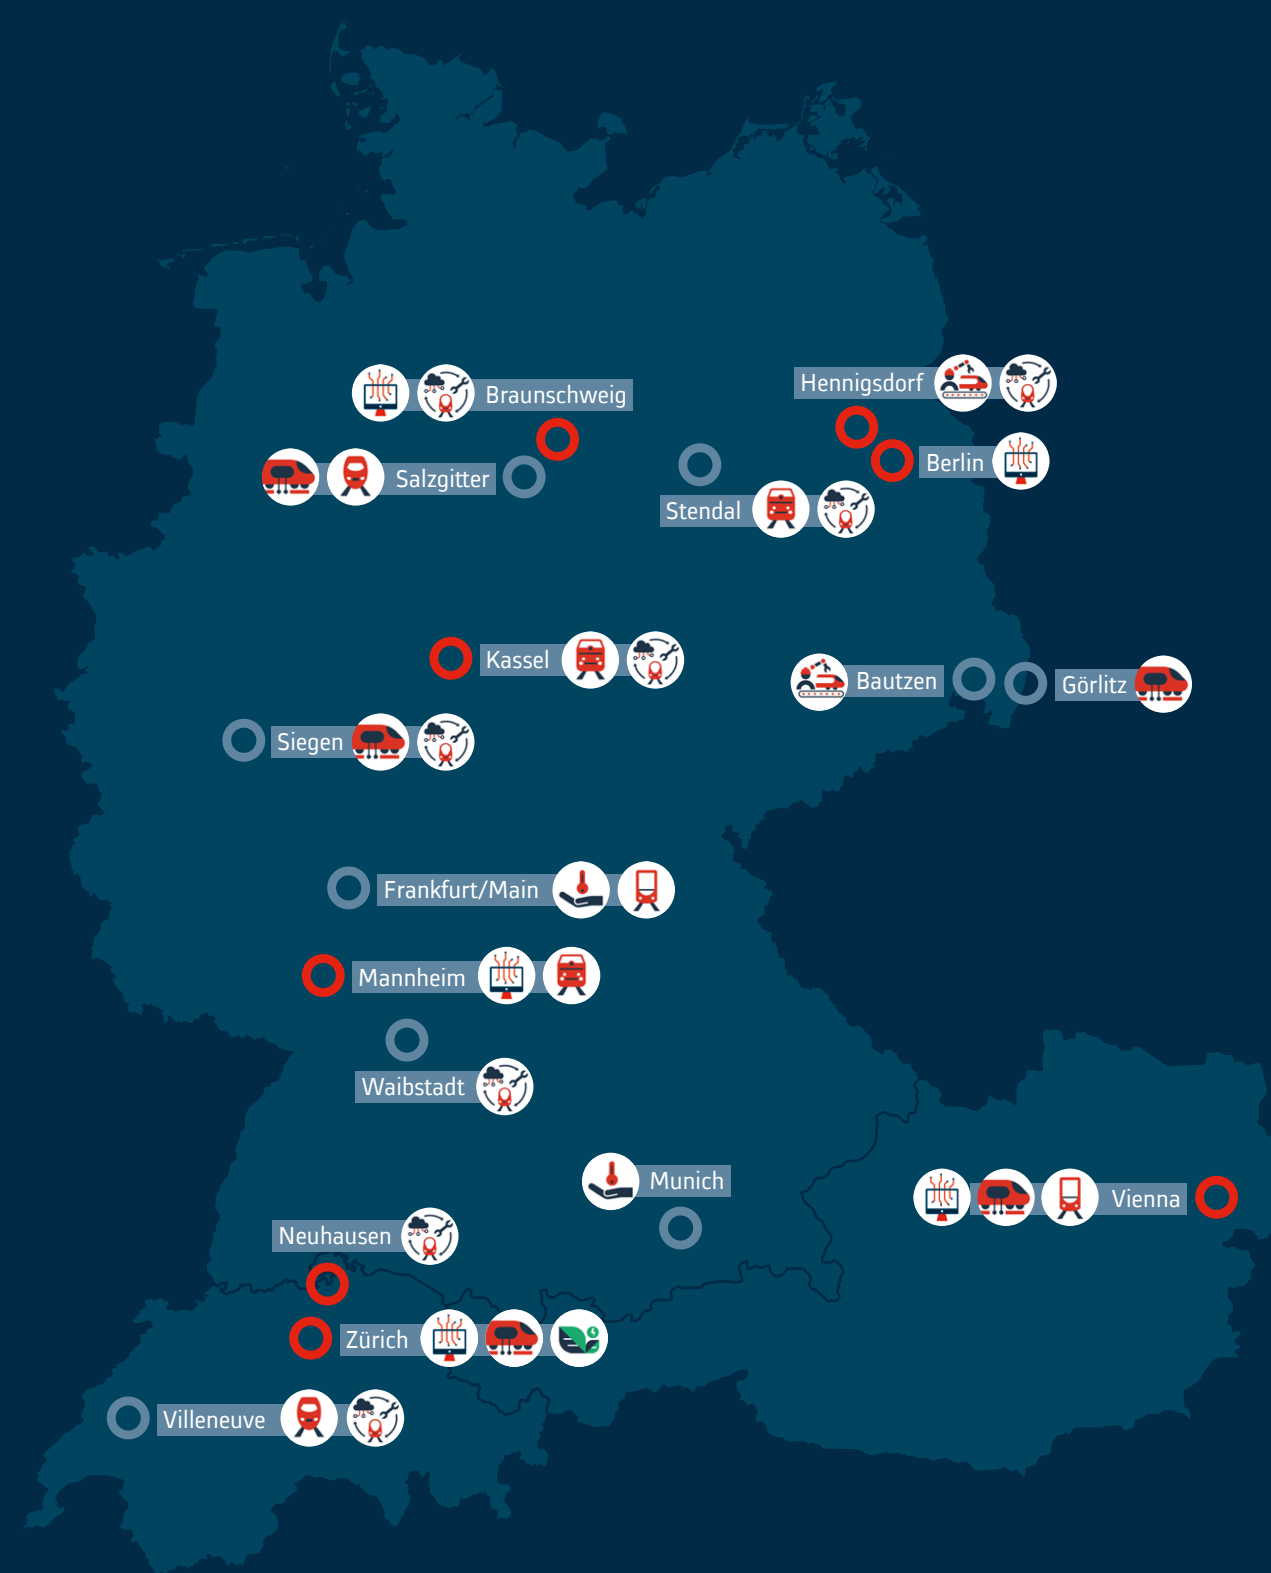 Hennigsdorf
Braunschweig
Berlin
Salzgitter
Stendal
Kassel
Bautzen
Görlitz
Siegen
Frankfurt/Main
Mannheim
Waibstadt
Munich
Vienna
Neuhausen
Zürich
Villeneuve